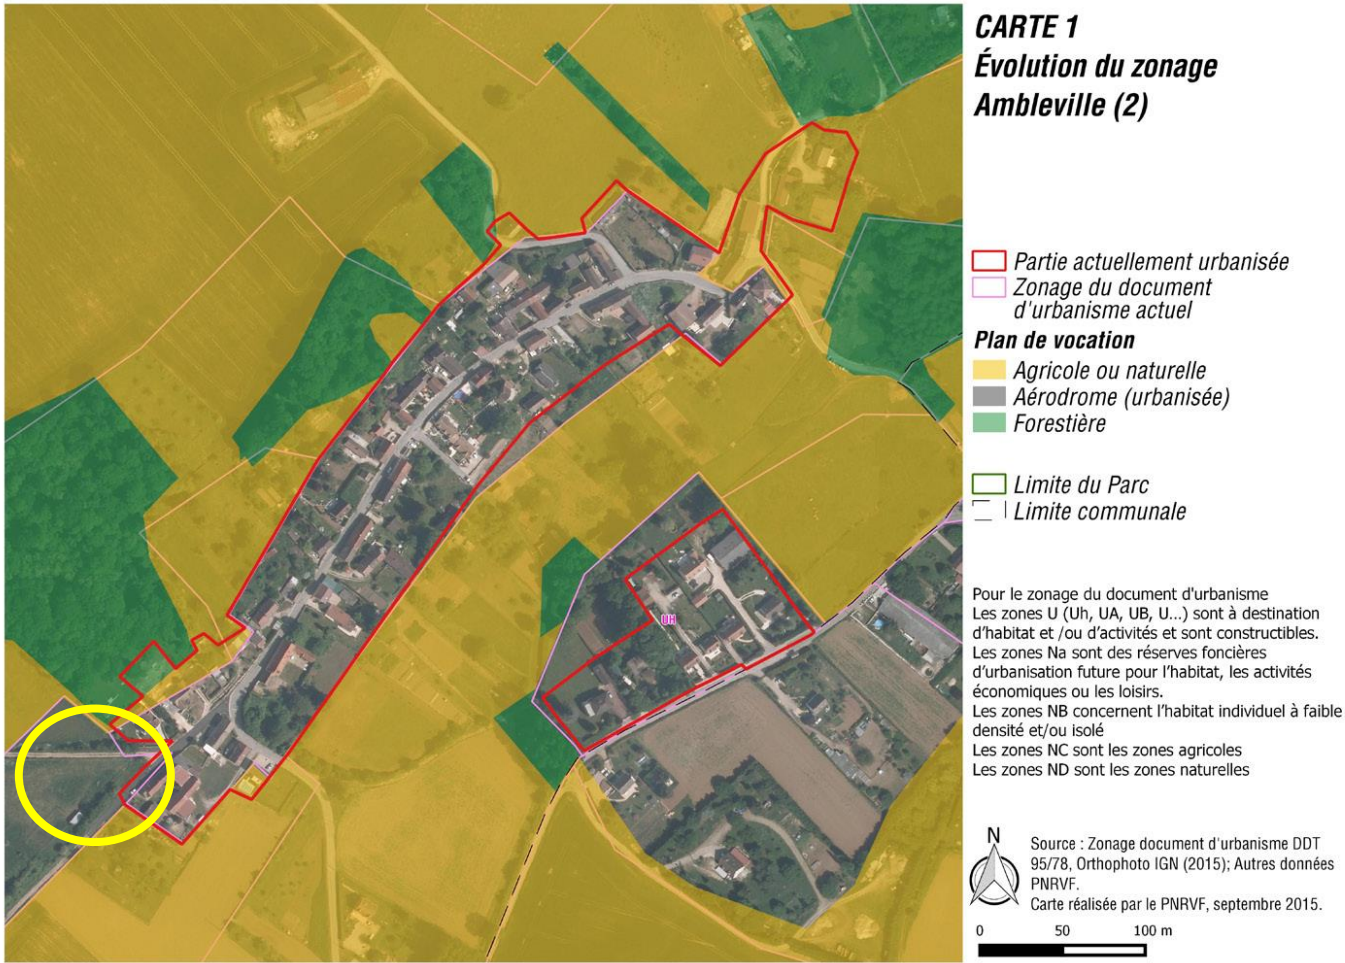 CARTE 1
Évolution du zonage
Ambleville (2)
Partie actuellement urbanisée
Zonage du document
d'urbanisme actuel
Plan de vocation
Agricole ou naturelle
Aérodrome (urbanisée)
Forestière
Limite du Parc
Limite communale
UH
Pour le zonage du document d'urbanisme
Les zones U (Uh, UA, UB, U...) sont à destination
d'habitat et /ou d'activités et sont constructibles.
Les zones Na sont des réserves foncières
d'urbanisation future pour l'habitat, les activités
économiques ou les loisirs.
Les zones NB concernent l'habitat individuel à faible
densité et/ou isolé
Les zones NC sont les zones agricoles
Les zones ND sont les zones naturelles
N
Source : Zonage document d'urbanisme DDT
95/78, Orthophoto IGN (2015); Autres données
PNRVF.
Carte réalisée par le PNRVF, septembre 2015.
0 50 100 m